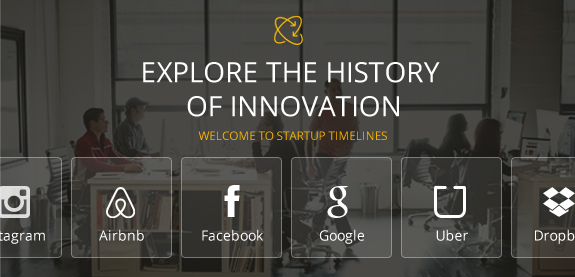 EXPLORE THE HISTORY
OF INNOVATION
WELCOME TO STARTUP TIMELINES
tagram
Airbnb
Facebook
Google
Uber
Dropb